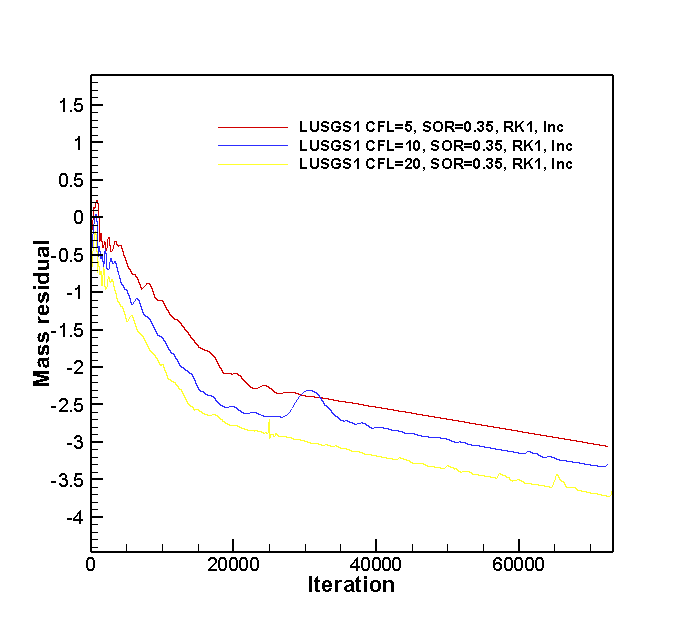 1.5
1
0.5
0
-0.5
-1
-1.5
-2
-2.5
-3
-3.5
-4
Mass residual
LUSGS1 CFL=5, SOR=0.35, RK1, Inc
LUSGS1 CFL=10, SOR=0.35, RK1, Inc
LUSGS1 CFL=20, SOR=0.35, RK1, Inc
0 20000 40000 60000
Iteration